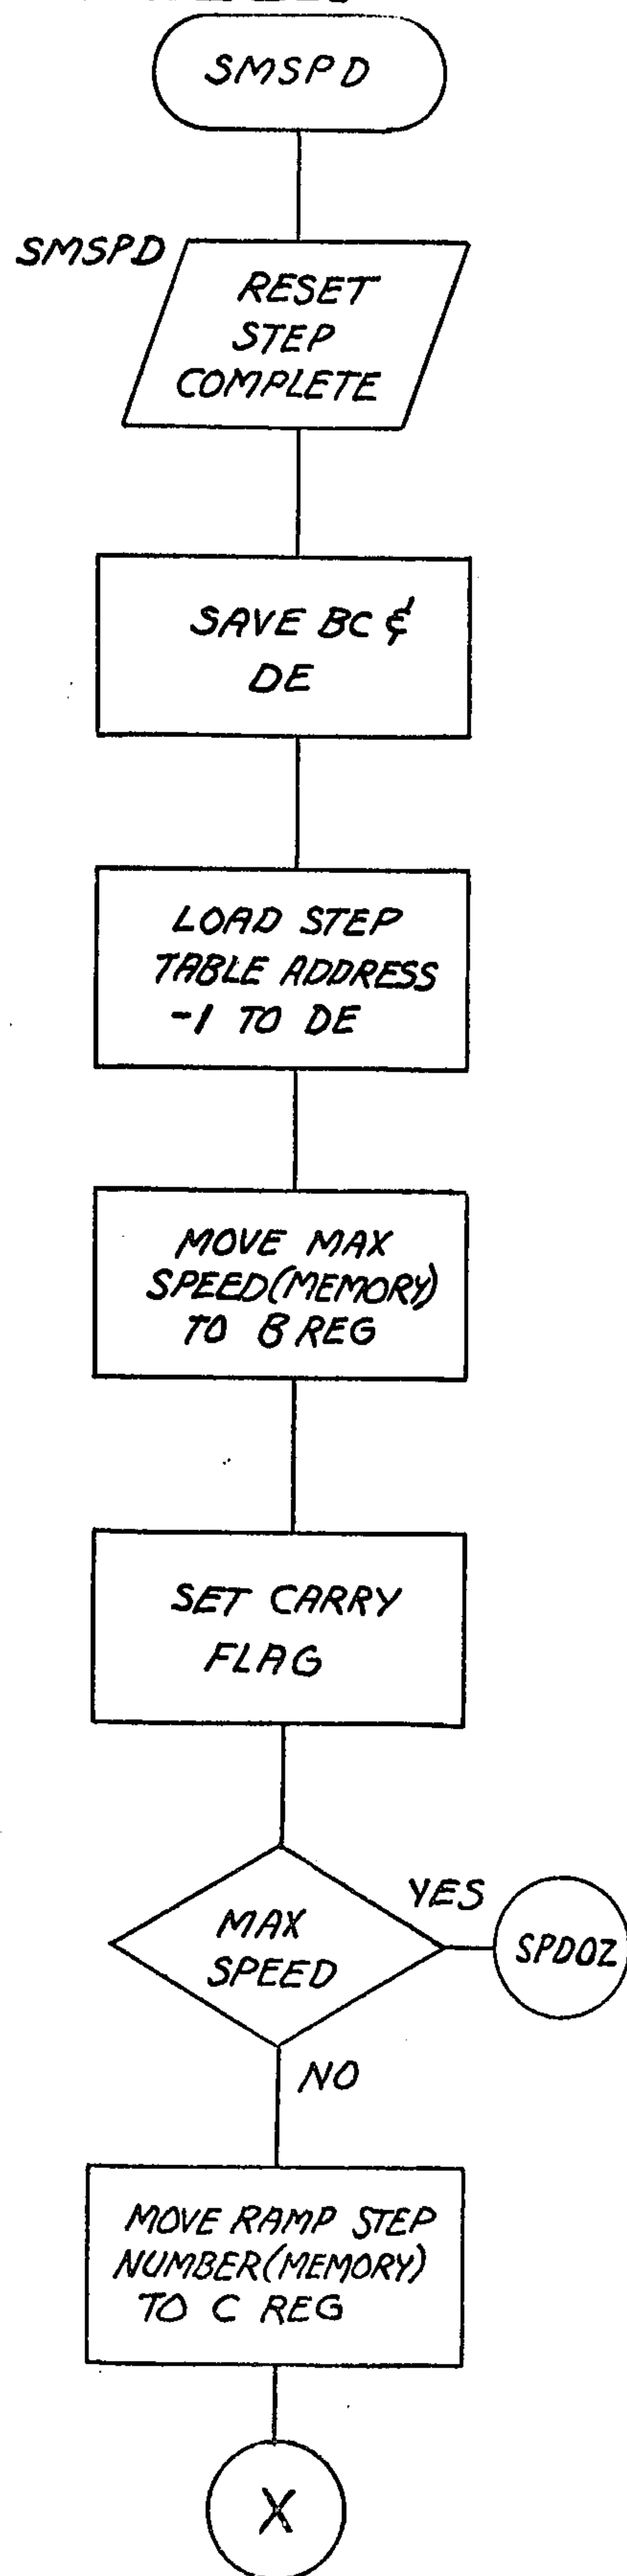 SMSPD
SMSPD
RESET
STEP
COMPLETE
SAVE BC &
DE
LOAD STEP
TABLE ADDRESS
-1 TO DE
MOVE MAX
SPEED(MEMORY)
TO B REG
SET CARRY
FLAG
MAX
SPEED
YES
SPDOZ
NO
MOVE RAMP STEP
NUMBER(MEMORY)
TO C REG
X